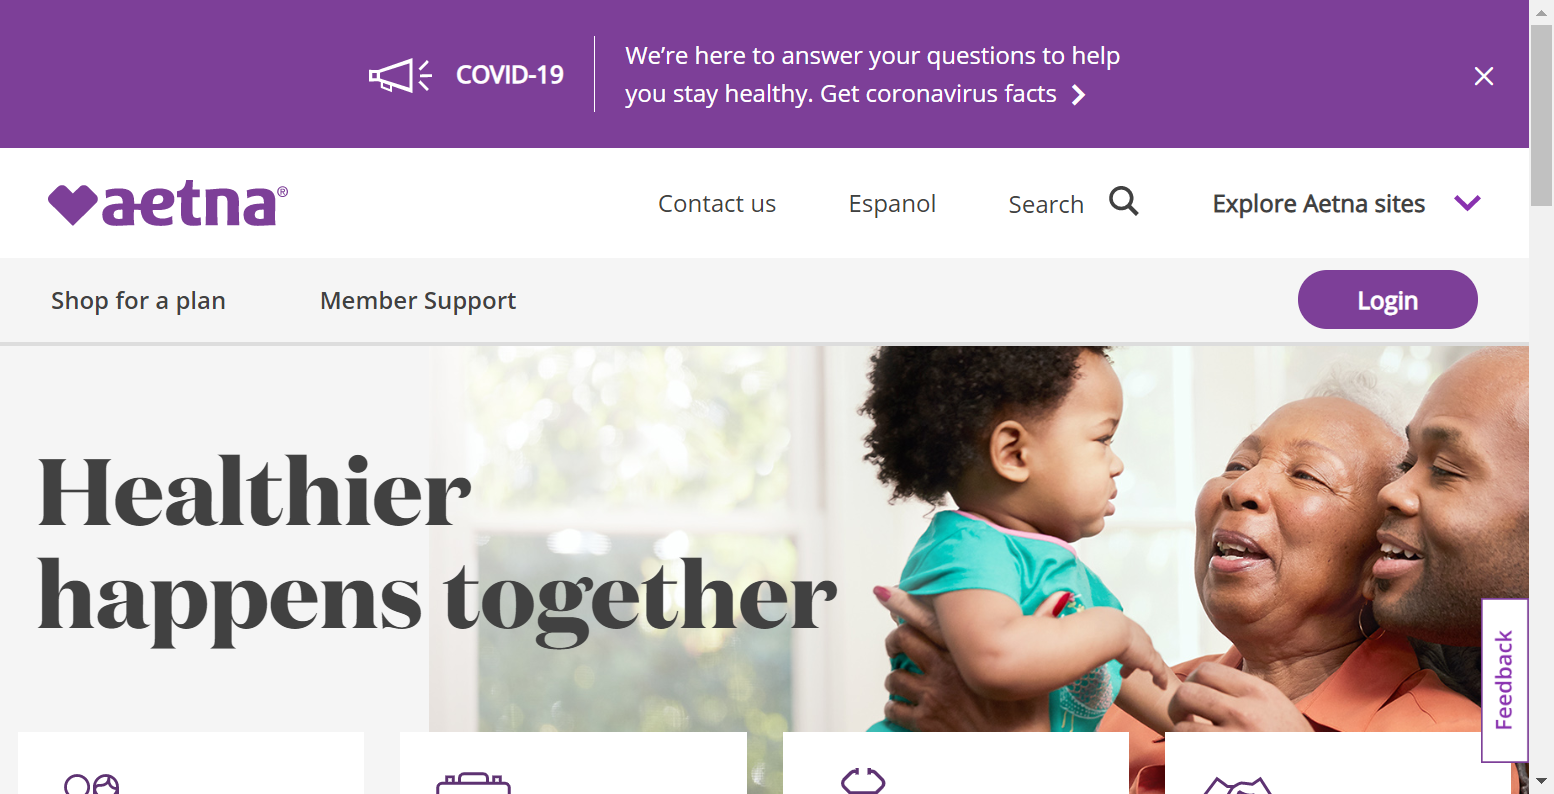 COVID-19
We’re here to answer your questions to help
you stay healthy. Get coronavirus facts
aetna®
Contact us
Espanol
Search
Explore Aetna sites
Shop for a plan
Member Support
Login
Healthier
happens together
Feedback